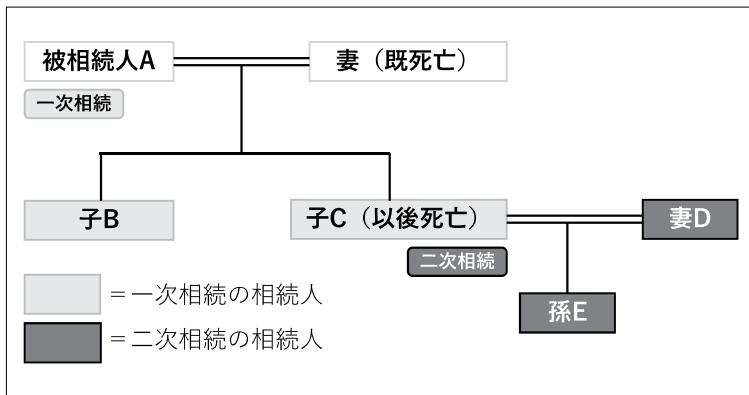 被相続人A
妻（既死亡）
一次相続
子B
子C（以後死亡）
妻D
二次相続
孫E
＝一次相続の相続人
＝二次相続の相続人